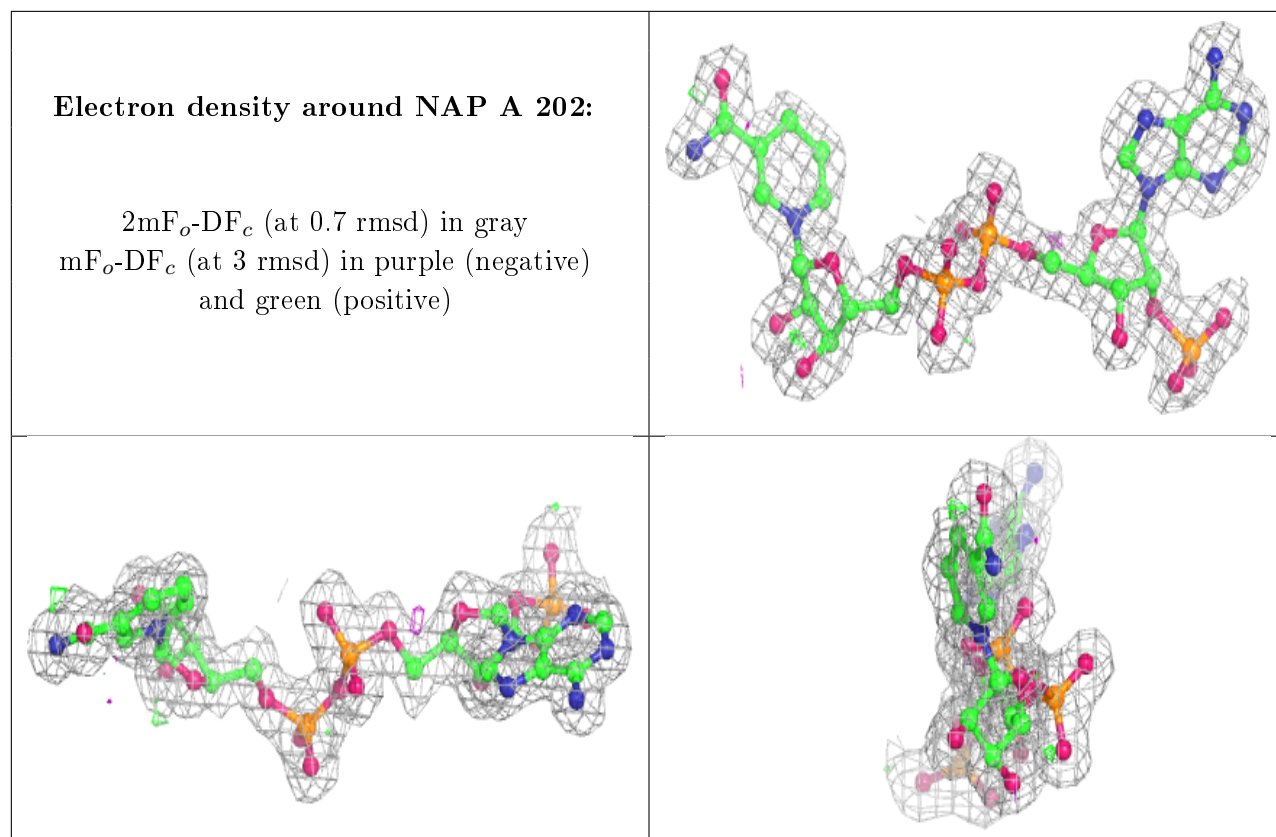 Electron density around NAP A 202:
2mFo-DFc (at 0.7 rmsd) in gray
mFo-DFc (at 3 rmsd) in purple (negative)
and green (positive)